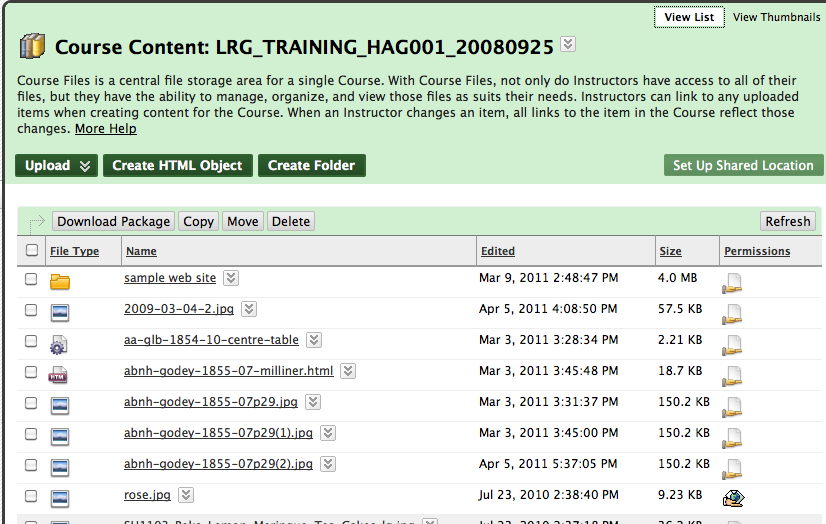 View List View Thumbnails
Course Content: LRG_TRAINING_HAG001_20080925
Course Files is a central file storage area for a single Course. With Course Files, not only do Instructors have access to all of their
files, but they have the ability to manage, organize, and view those files as suits their needs. Instructors can link to any uploaded
items when creating content for the Course. When an Instructor changes an item, all links to the item in the Course reflect those
changes. More Help
Upload Create HTML Object Create Folder Set Up Shared Location
Download Package Copy Move Delete Refresh
File Type Name Edited Size Permissions
sample web site Mar 9, 2011 2:48:47 PM 4.0 MB
2009-03-04-2.jpg Apr 5, 2011 4:08:50 PM 57.5 KB
aa-glb-1854-10-centre-table Mar 3, 2011 3:28:34 PM 2.21 KB
HTM abnh-godey-1855-07-milliner.html Mar 3, 2011 3:45:48 PM 18.7 KB
abnh-godey-1855-07p29.jpg Mar 3, 2011 3:31:37 PM 150.2 KB
abnh-godey-1855-07p29(1).jpg Mar 3, 2011 3:45:00 PM 150.2 KB
abnh-godey-1855-07p29(2).jpg Apr 5, 2011 5:37:05 PM 150.2 KB
rose.jpg Jul 23, 2010 2:38:40 PM 9.23 KB